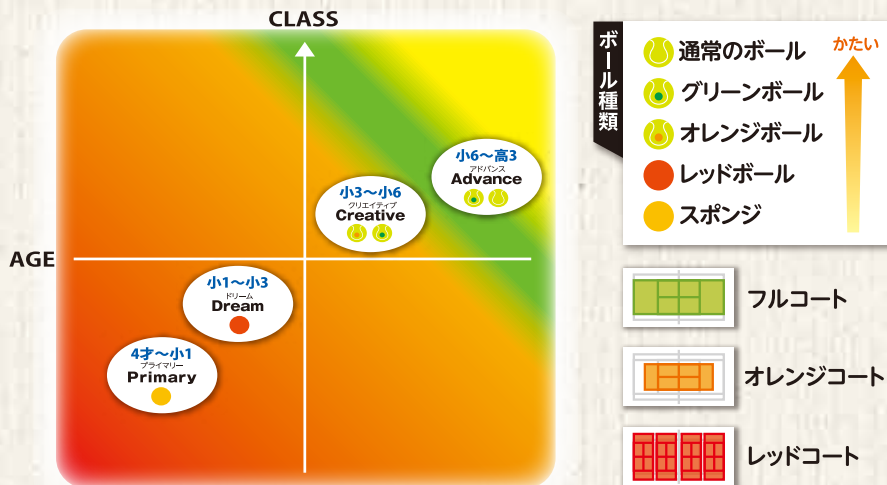 CLASS
AGE
小6〜高3
アドバンス
Advance
小3〜小6
クリエイティブ
Creative
小1〜小3
ドリーム
Dream
4才〜小1
プライマリー
Primary
ボール種類
かたい
通常のボール
グリーンボール
オレンジボール
レッドボール
スポンジ
フルコート
オレンジコート
レッドコート